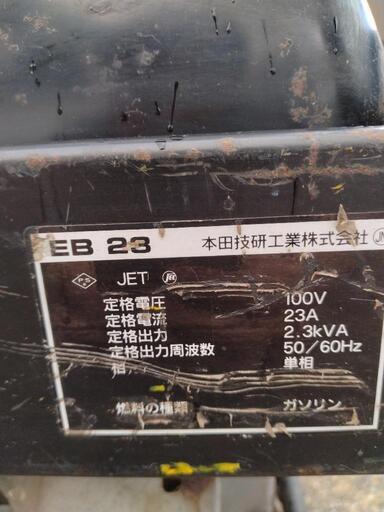 EB 23 本田技研工業株式会社
PS JET
定格電圧 100V
定格電流 23A
定格出力 2.3kVA
定格出力周波数 50/60Hz
相 単相
燃料の種類 ガソリン